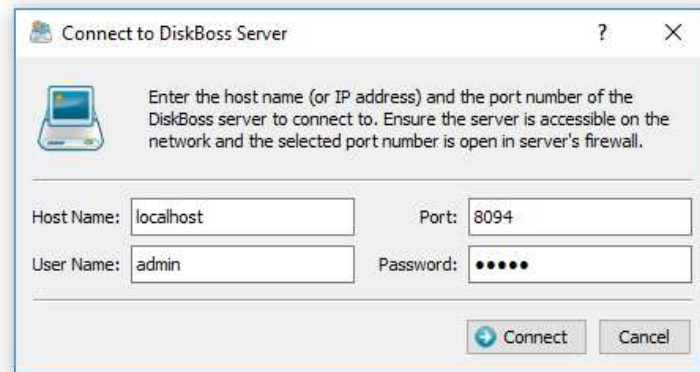 Connect to DiskBoss Server
Enter the host name (or IP address) and the port number of the
DiskBoss server to connect to. Ensure the server is accessible on the
network and the selected port number is open in server's firewall.
Host Name: localhost Port: 8094
User Name: admin Password: •••••
Connect Cancel